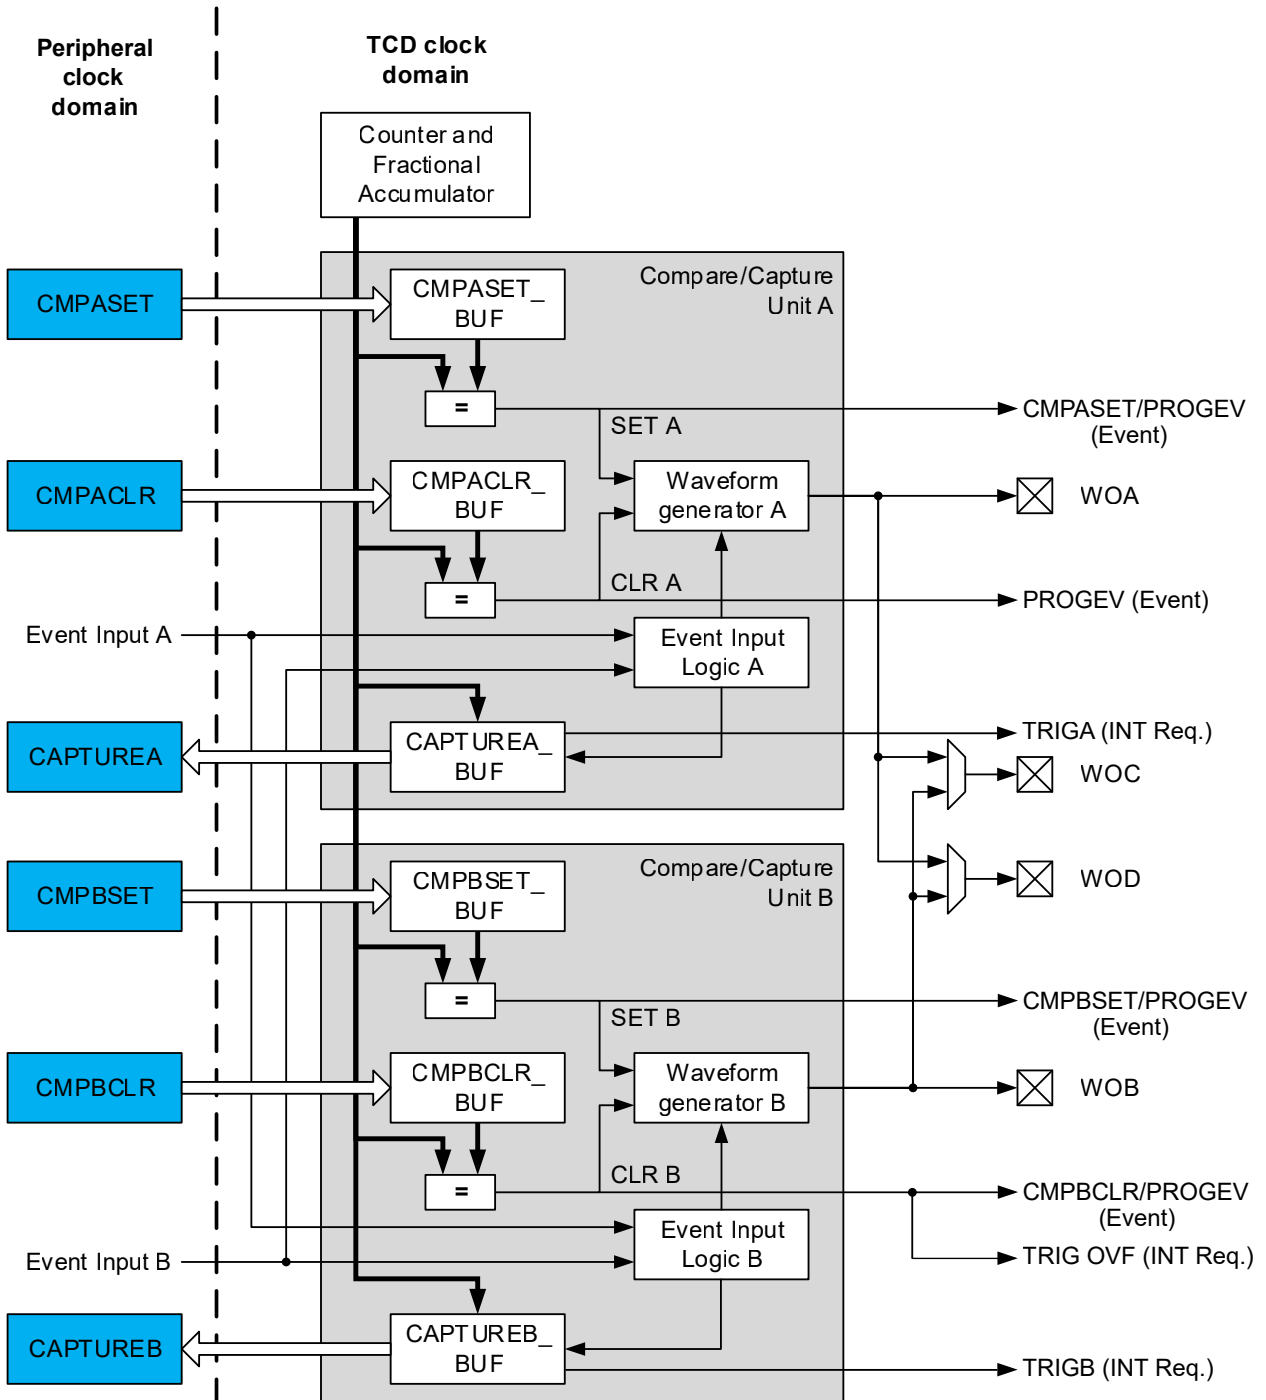 Peripheral
clock
domain
TCD clock
domain
Counter and
Fractional
Accumulator
Compare/Capture
Unit A
CMPASET
CMPASET_
BUF
=
SET A
CMPASET/PROGEV
(Event)
CMPACLR
CMPACLR_
BUF
Waveform
generator A
WOA
=
CLR A
PROGEV (Event)
Event Input A
Event Input
Logic A
CAPTUREA
CAPTUREA_
BUF
TRIGA (INT Req.)
WOC
Compare/Capture
Unit B
CMPBSET
CMPBSET_
BUF
WOD
=
SET B
CMPBSET/PROGEV
(Event)
CMPBCLR
CMPBCLR_
BUF
Waveform
generator B
WOB
=
CLR B
CMPBCLR/PROGEV
(Event)
Event Input B
Event Input
Logic B
TRIG OVF (INT Req.)
CAPTUREB
CAPTUREB_
BUF
TRIGB (INT Req.)